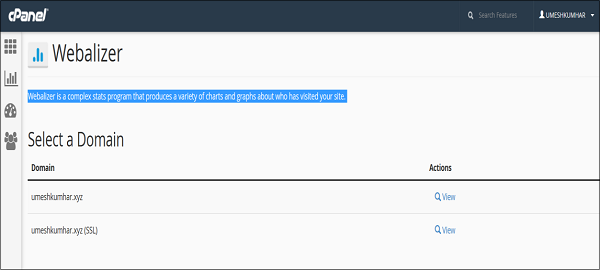 cPanel
Search Features
UMESHKUMHAR
Webalizer
Webalizer is a complex stats program that produces a variety of charts and graphs about who has visited your site.
Select a Domain
Domain Actions
umeshkumhar.xyz View
umeshkumhar.xyz (SSL) View